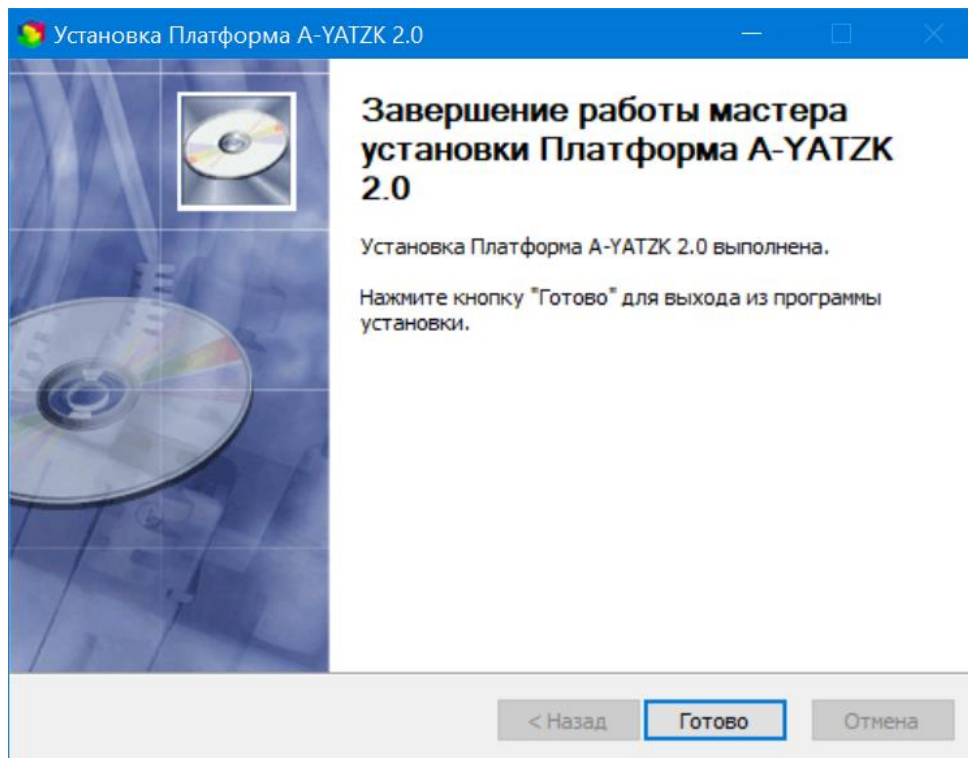 Установка Платформа A-YATZK 2.0
Завершение работы мастера
установки Платформа A-YATZK
2.0
Установка Платформа A-YATZK 2.0 выполнена.
Нажмите кнопку "Готово" для выхода из программы
установки.
< Назад
Готово
Отмена